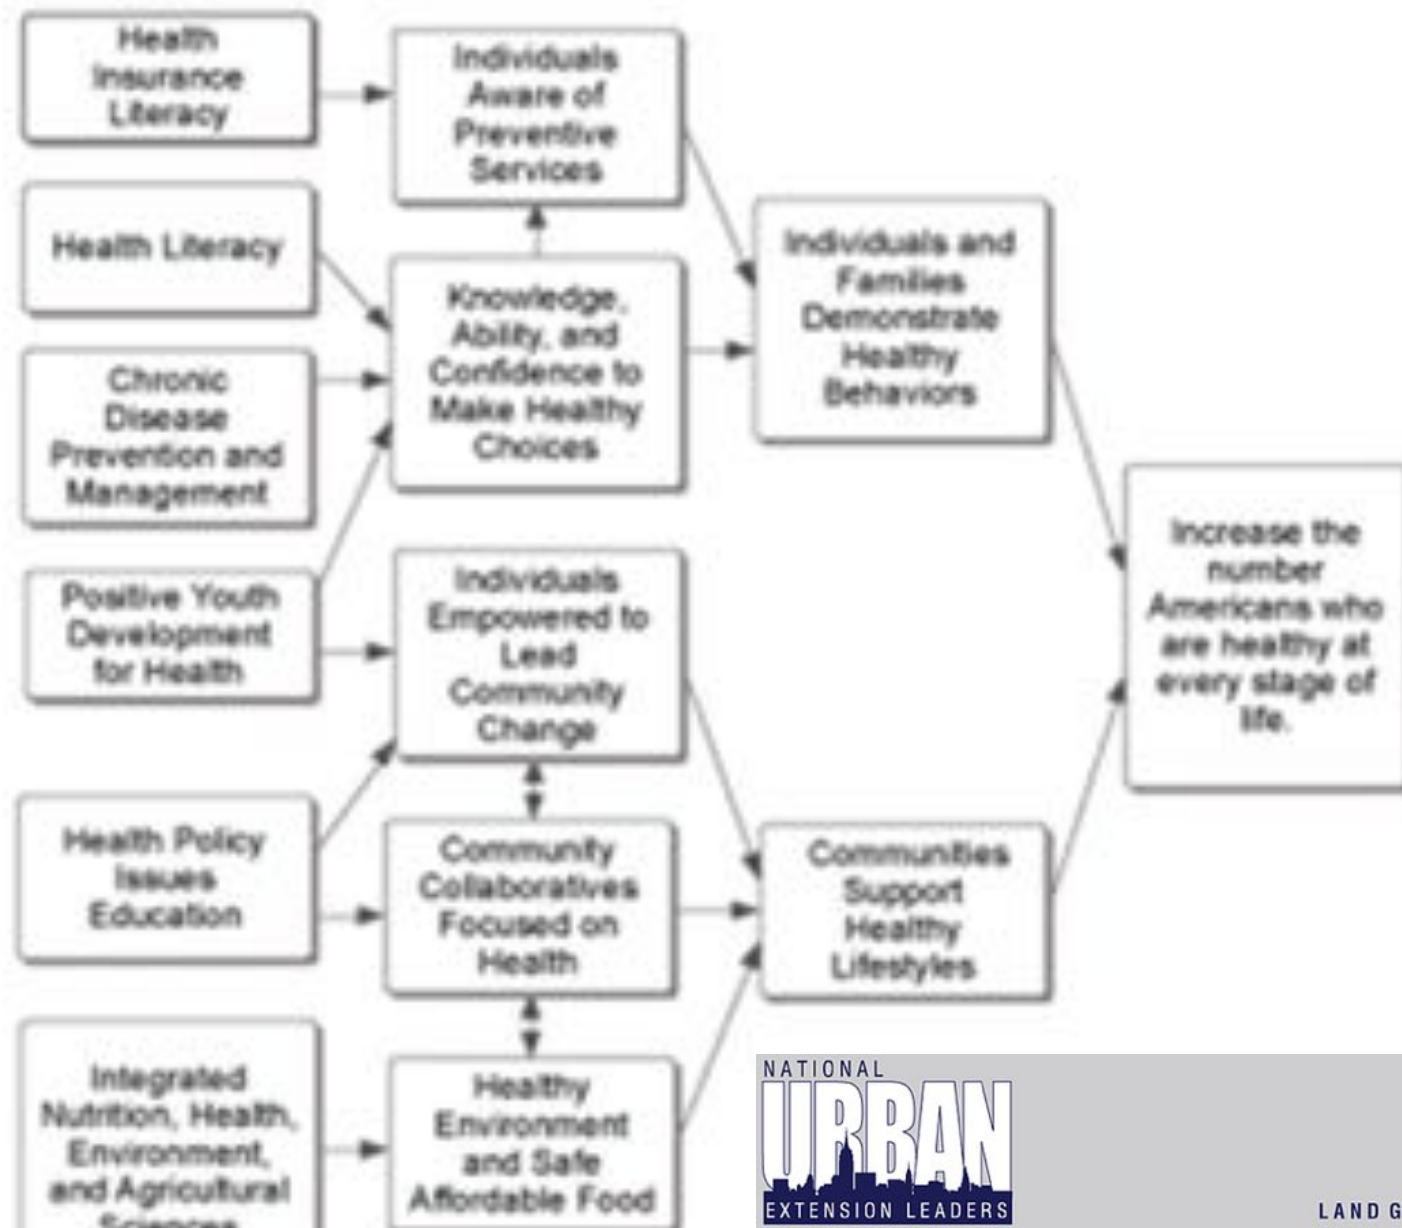 Health
Insurance
Literacy
Individuals
Aware of
Preventive
Services
Health Literacy
Knowledge,
Ability, and
Confidence to
Make Healthy
Choices
Individuals and
Families
Demonstrate
Healthy
Behaviors
Chronic
Disease
Prevention and
Management
Positive Youth
Development
for Health
Individuals
Empowered to
Lead
Community
Change
Increase the
number
Americans who
are healthy at
every stage of
life.
Health Policy
Issues
Education
Community
Collaboratives
Focused on
Health
Communities
Support
Healthy
Lifestyles
Integrated
Nutrition, Health,
Environment,
and Agricultural
Sciences
Healthy
Environment
and Safe
Affordable Food
NATIONAL
URBAN
EXTENSION LEADERS
LAND G